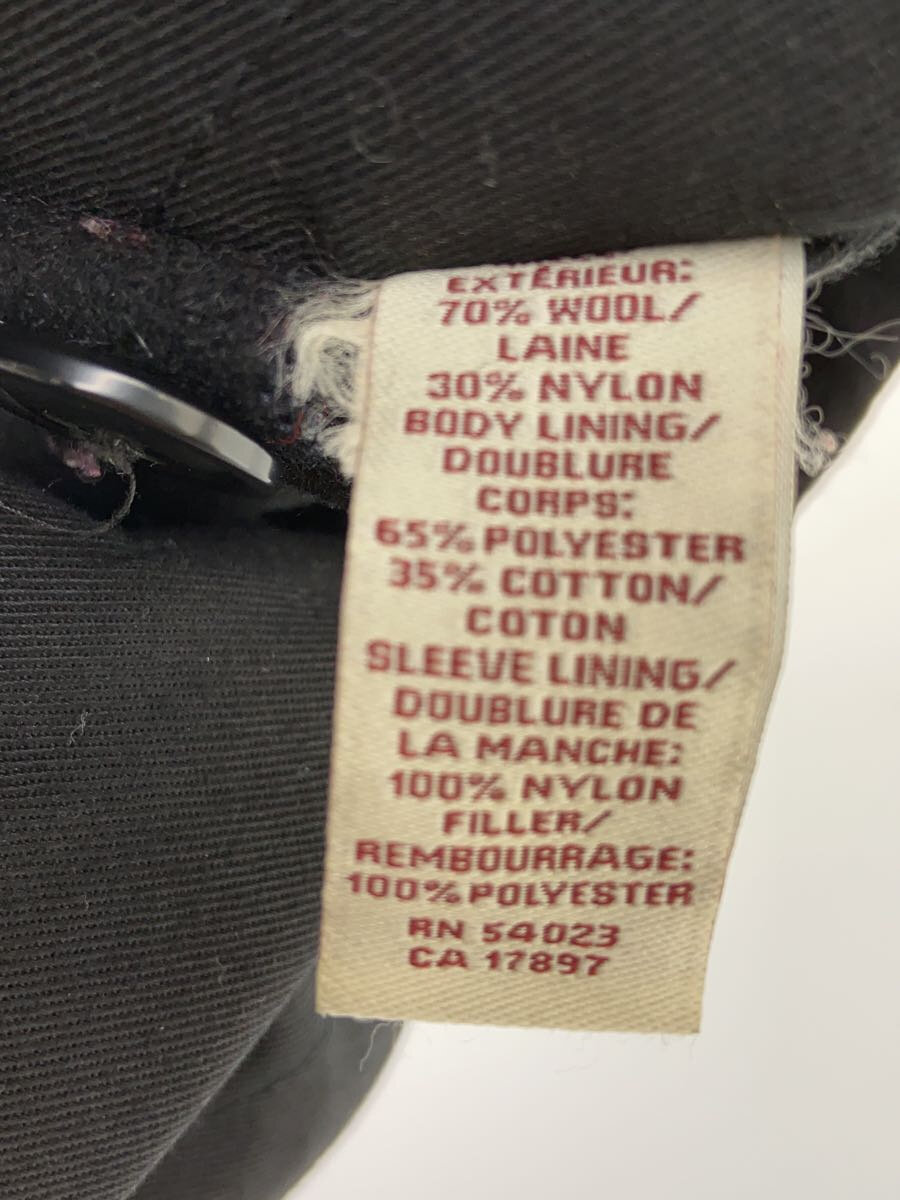 EXTÉRIEUR:
70% WOOL/
LAINE
30% NYLON
BODY LINING/
DOUBLURE
CORPS:
65% POLYESTER
35% COTTON/
COTON
SLEEVE LINING/
DOUBLURE DE
LA MANCHE:
100% NYLON
FILLER/
REMBOURRAGE:
100% POLYESTER
RN 54023
CA 17897